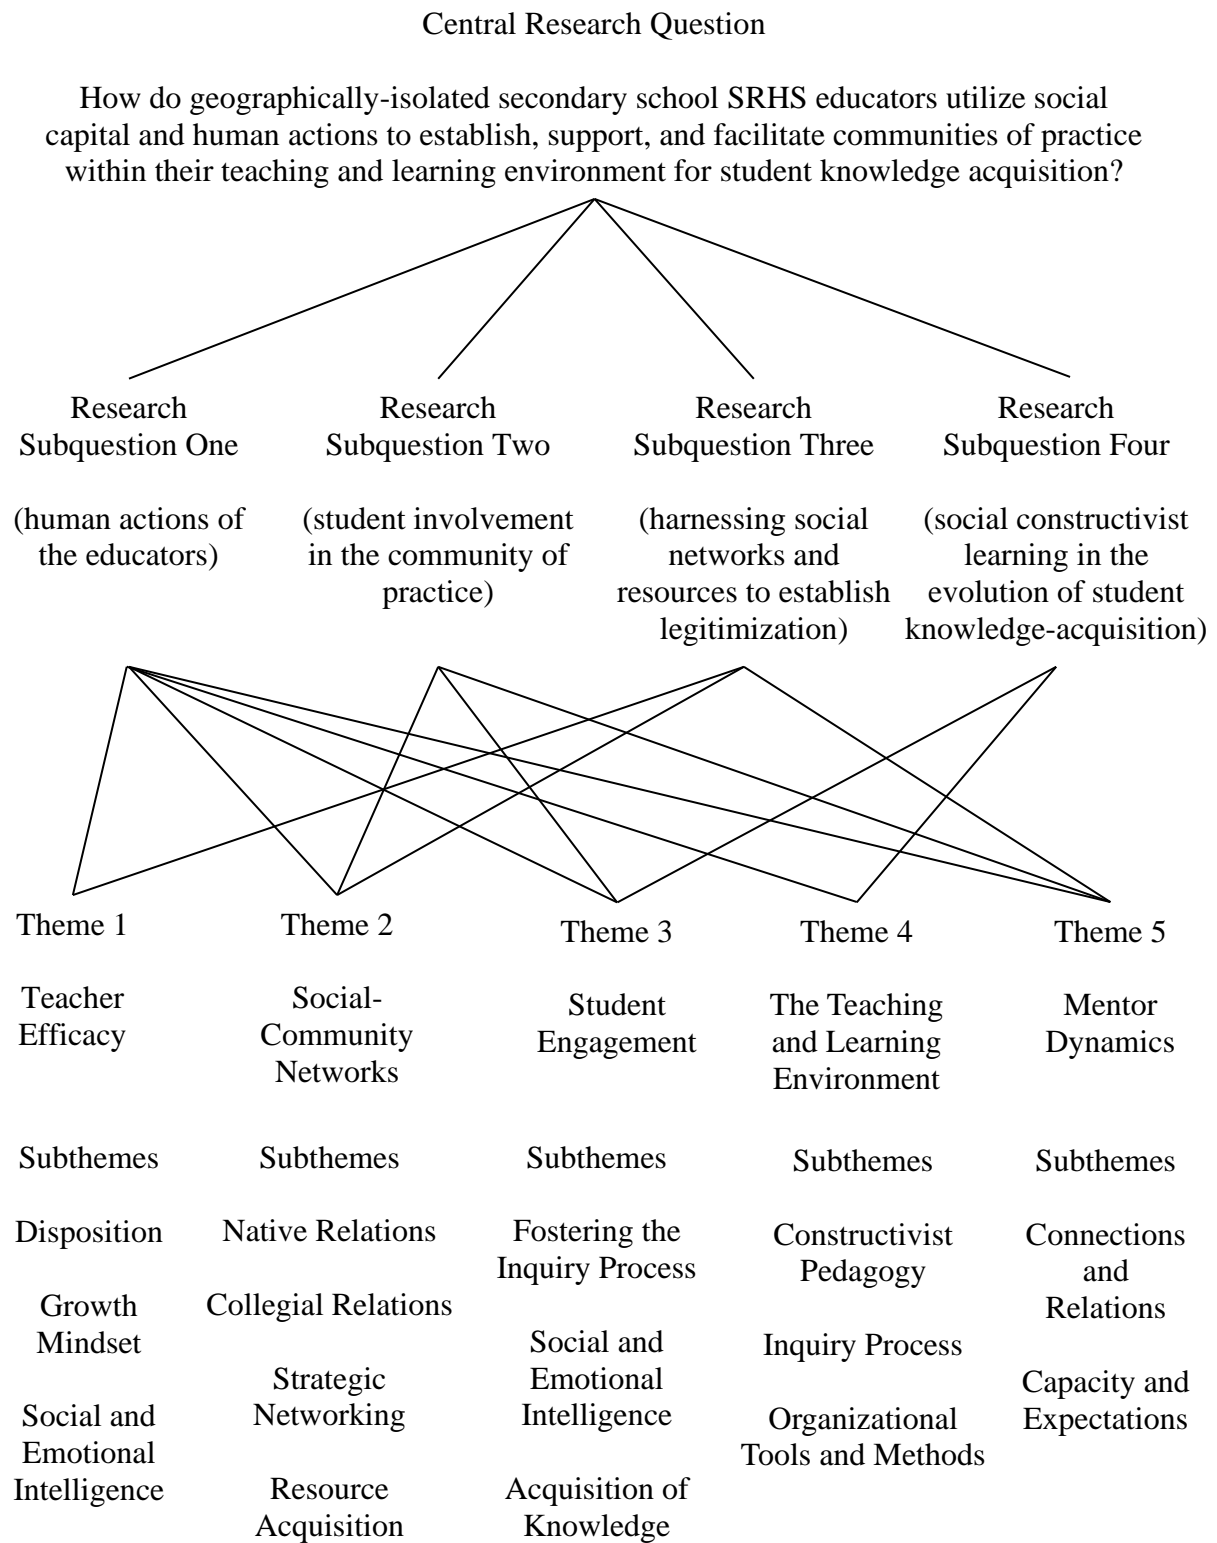 Central Research Question
How do geographically-isolated secondary school SRHS educators utilize social
capital and human actions to establish, support, and facilitate communities of practice
within their teaching and learning environment for student knowledge acquisition?
Research
Subquestion One
(human actions of
the educators)
Research
Subquestion Two
(student involvement
in the community of
practice)
Research
Subquestion Three
(harnessing social
networks and
resources to establish
legitimization)
Research
Subquestion Four
(social constructivist
learning in the
evolution of student
knowledge-acquisition)
Theme 1
Teacher
Efficacy
Subthemes
Disposition
Growth
Mindset
Social and
Emotional
Intelligence
Theme 2
Social-
Community
Networks
Subthemes
Native Relations
Collegial Relations
Strategic
Networking
Resource
Acquisition
Theme 3
Student
Engagement
Subthemes
Fostering the
Inquiry Process
Social and
Emotional
Intelligence
Acquisition of
Knowledge
Theme 4
The Teaching
and Learning
Environment
Subthemes
Constructivist
Pedagogy
Inquiry Process
Organizational
Tools and Methods
Theme 5
Mentor
Dynamics
Subthemes
Connections
and
Relations
Capacity and
Expectations